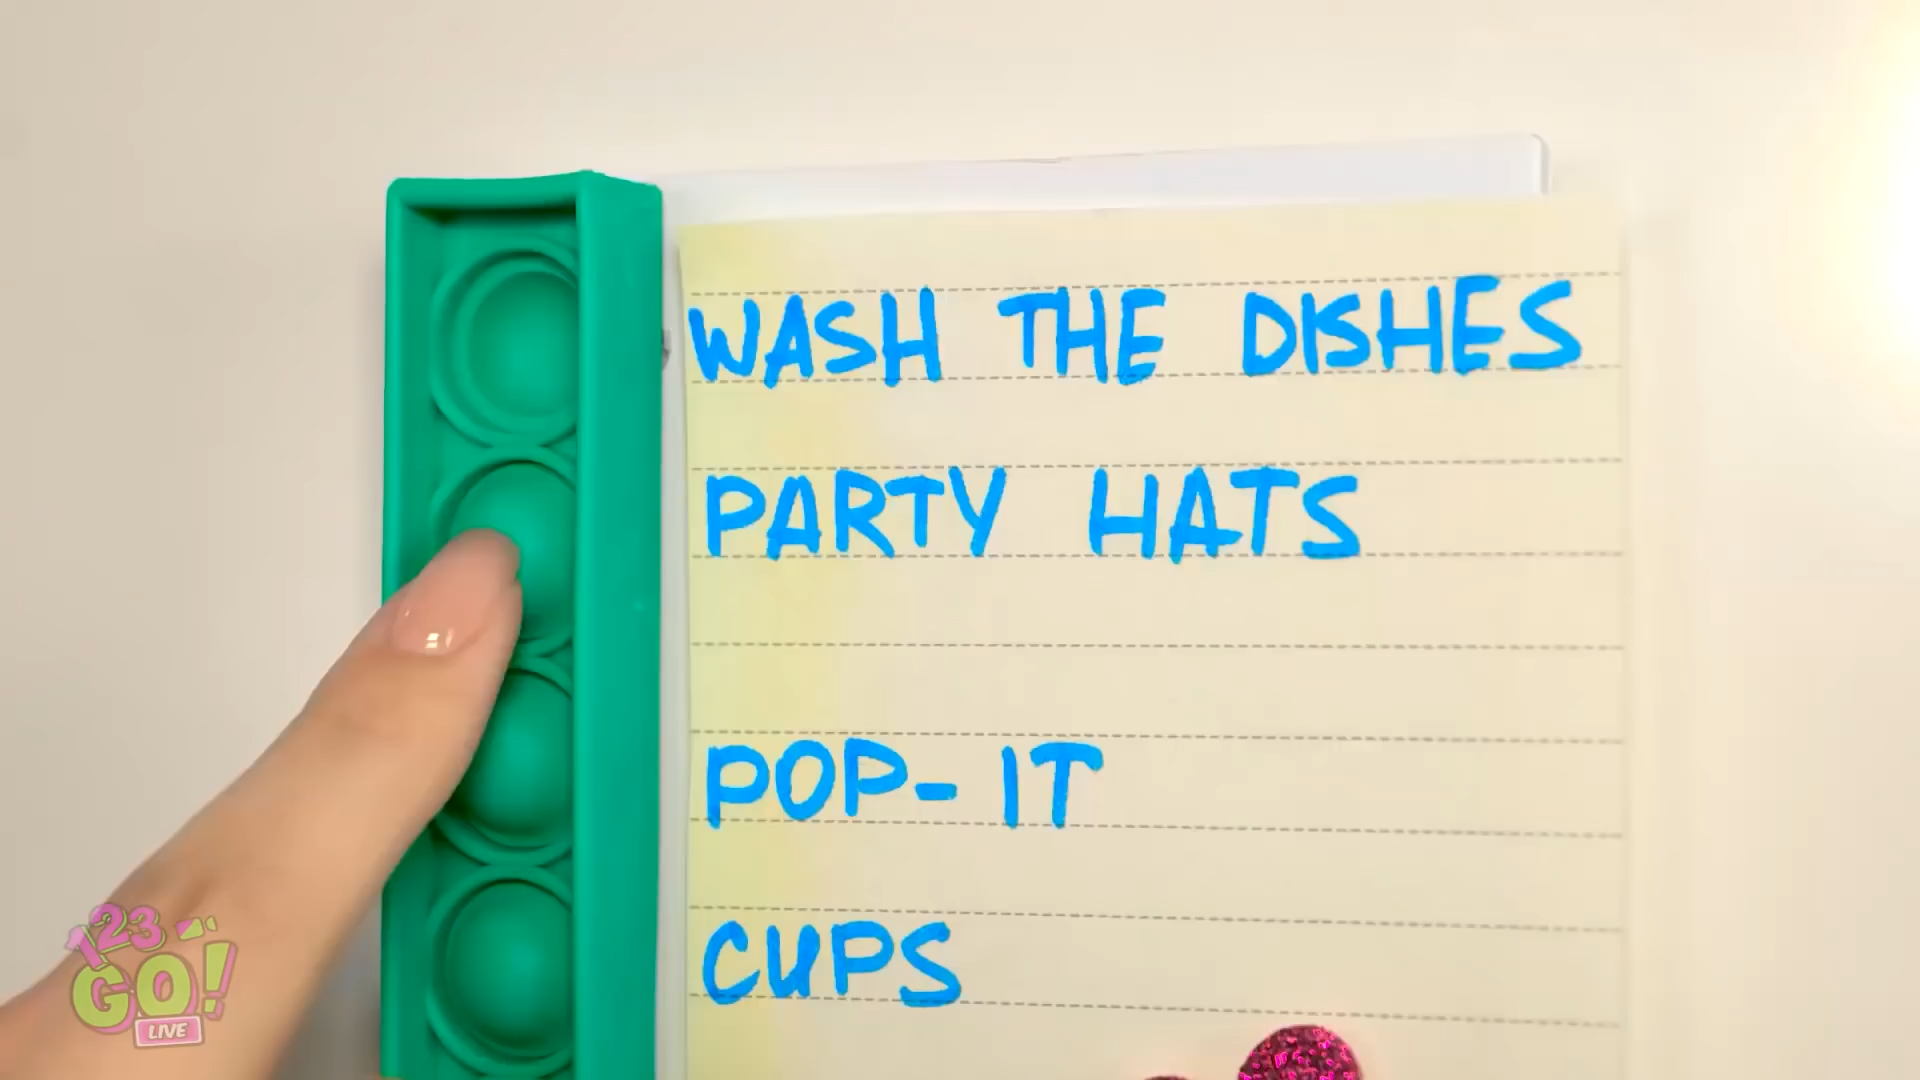 WASH THE DISHES
PARTY HATS
POP-IT
CUPS
123
GO!
LIVE